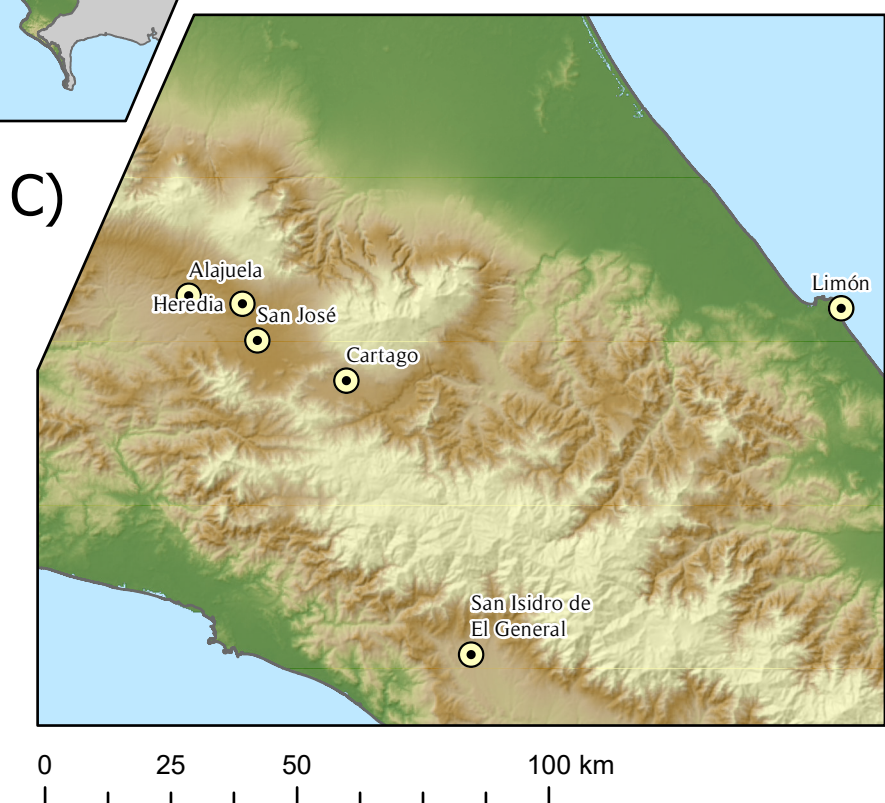 C)
Alajuela
Heredia
San José
Cartago
Limón
San Isidro de
El General
0 25 50 100 km